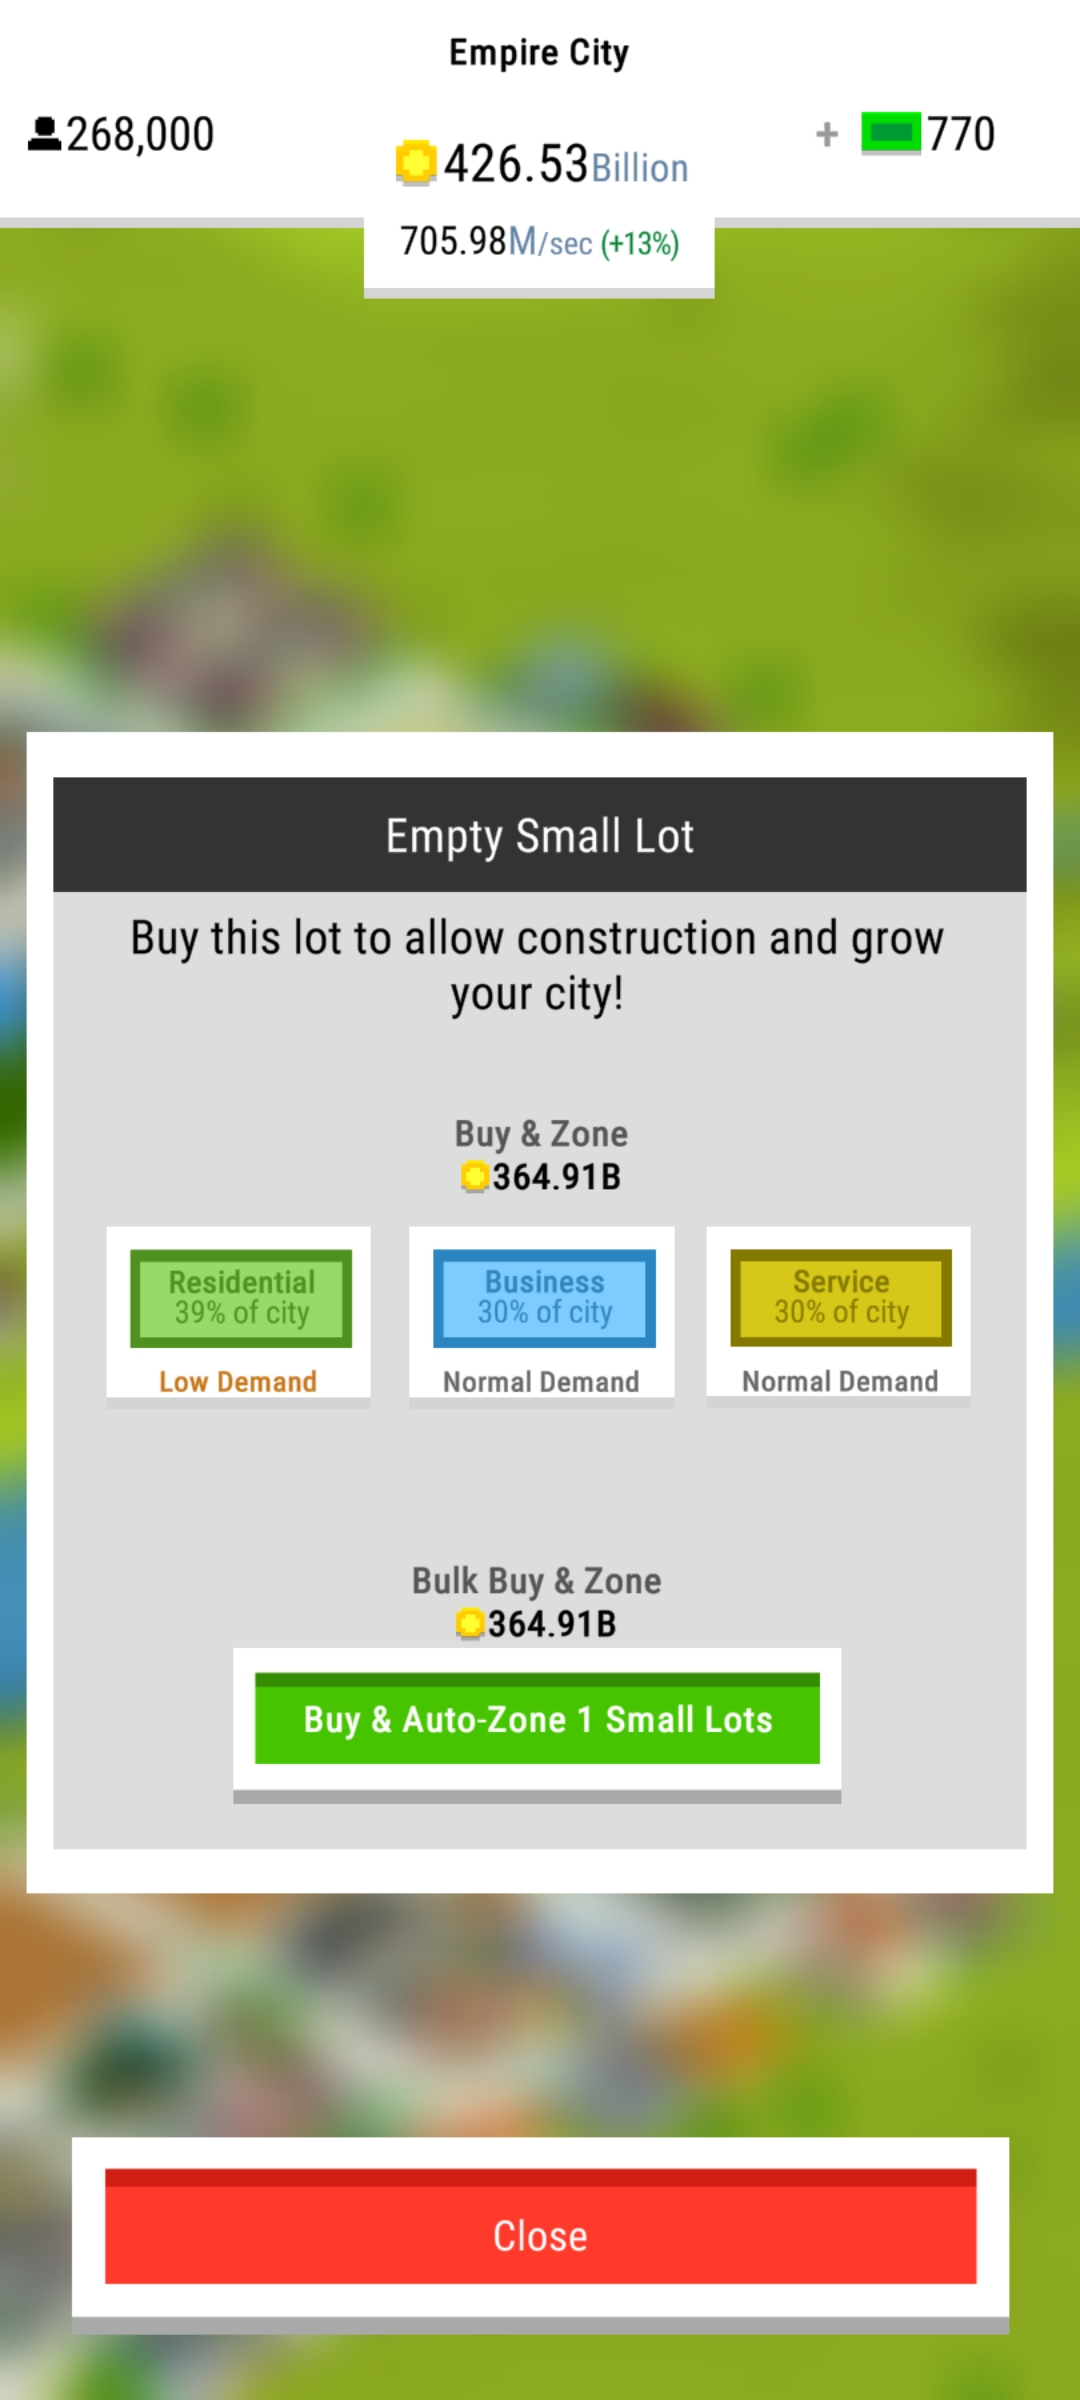 Empire City
268,000
426.53Billion
+ 770
705.98M/sec (+13%)
Empty Small Lot
Buy this lot to allow construction and grow
your city!
Buy & Zone
364.91B
Residential
39% of city
Low Demand
Business
30% of city
Normal Demand
Service
30% of city
Normal Demand
Bulk Buy & Zone
364.91B
Buy & Auto-Zone 1 Small Lots
Close